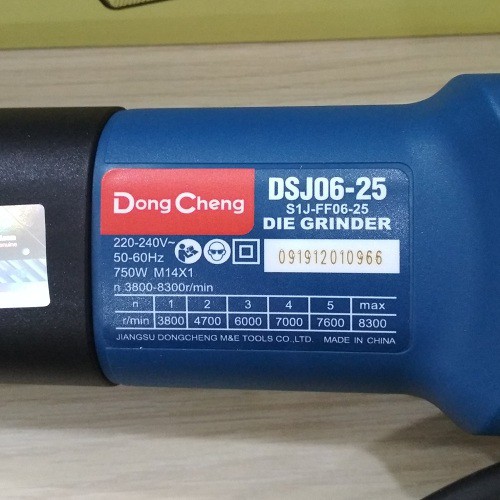 DongCheng
DSJ06-25
S1J-FF06-25
DIE GRINDER
220-240V~
50-60Hz
750W M14X1
n 3800-8300r/min
091912010966
n 1 2 3 4 5 max
r/min 3800 4700 6000 7000 7600 8300
JIANGSU DONGCHENG M&E TOOLS CO.,LTD. MADE IN CHINA